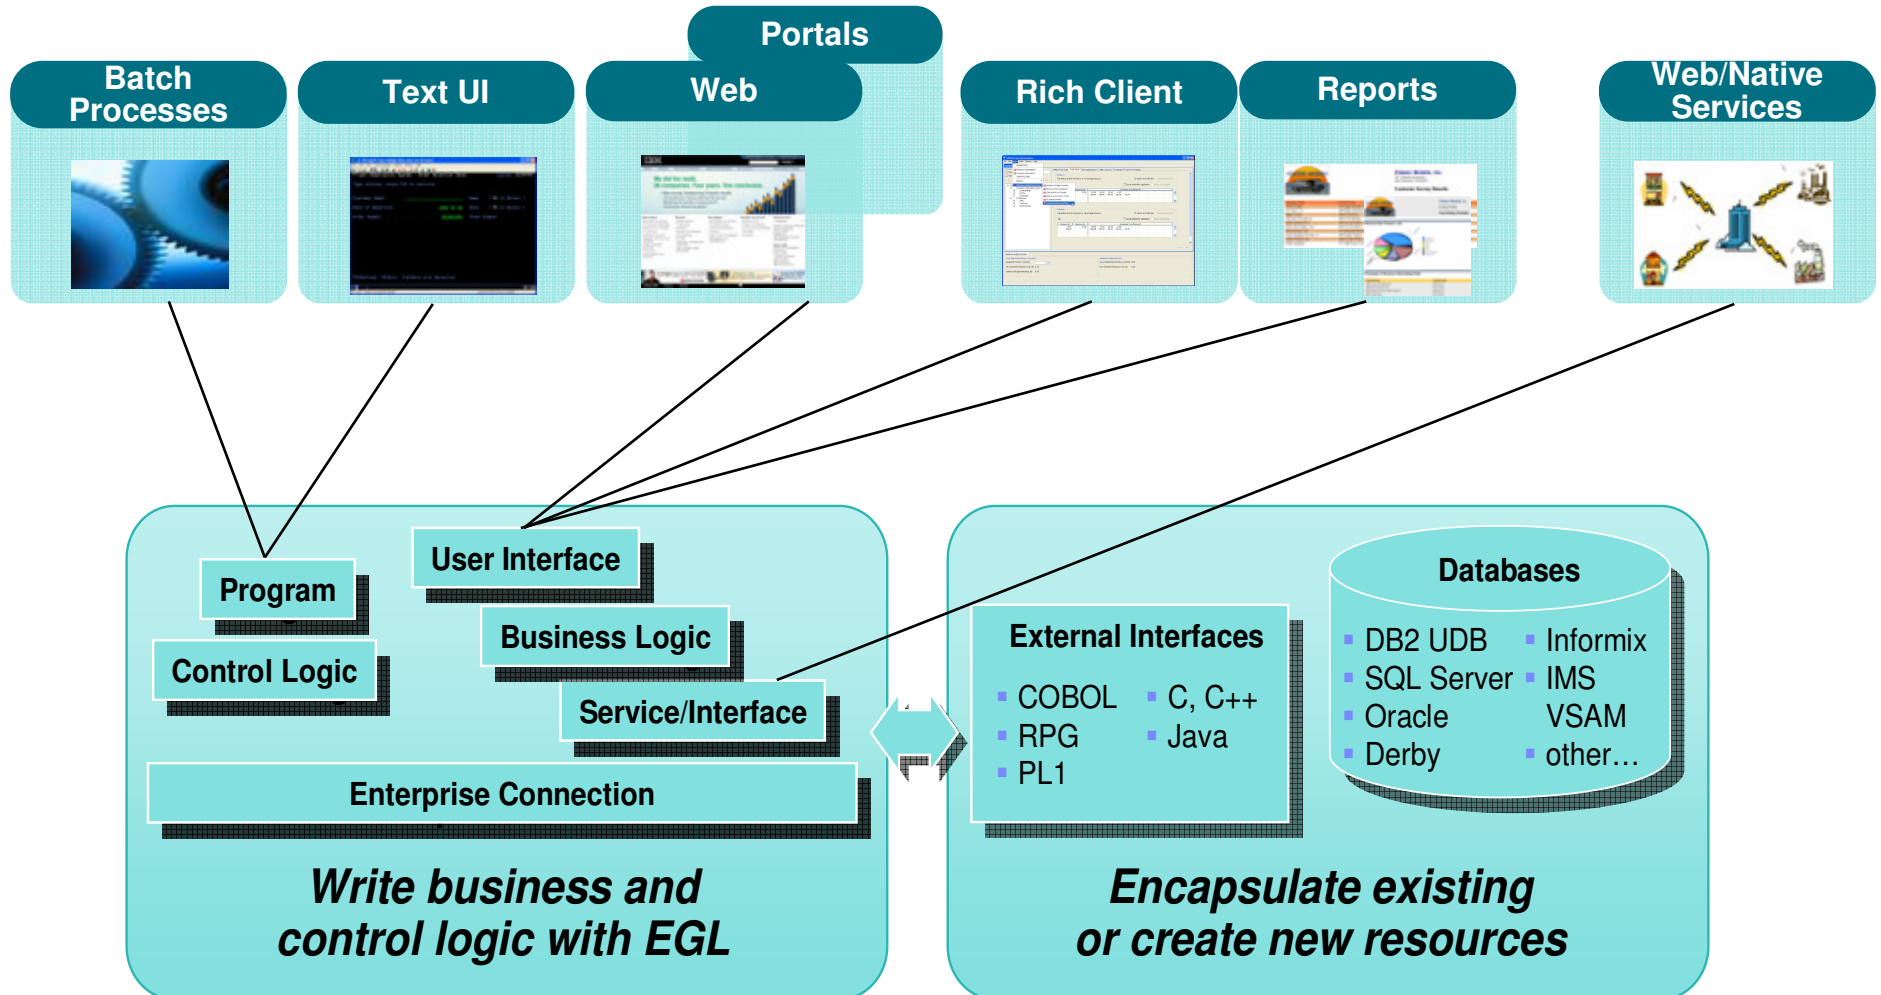 Portals
Batch
Processes
Text UI
Web
Rich Client
Reports
Web/Native
Services
User Interface
Program
Business Logic
Control Logic
Service/Interface
Enterprise Connection
Write business and
control logic with EGL
External Interfaces
COBOL
RPG
PL1
C, C++
Java
Databases
DB2 UDB
SQL Server
Oracle
Derby
Informix
IMS
VSAM
other…
Encapsulate existing
or create new resources